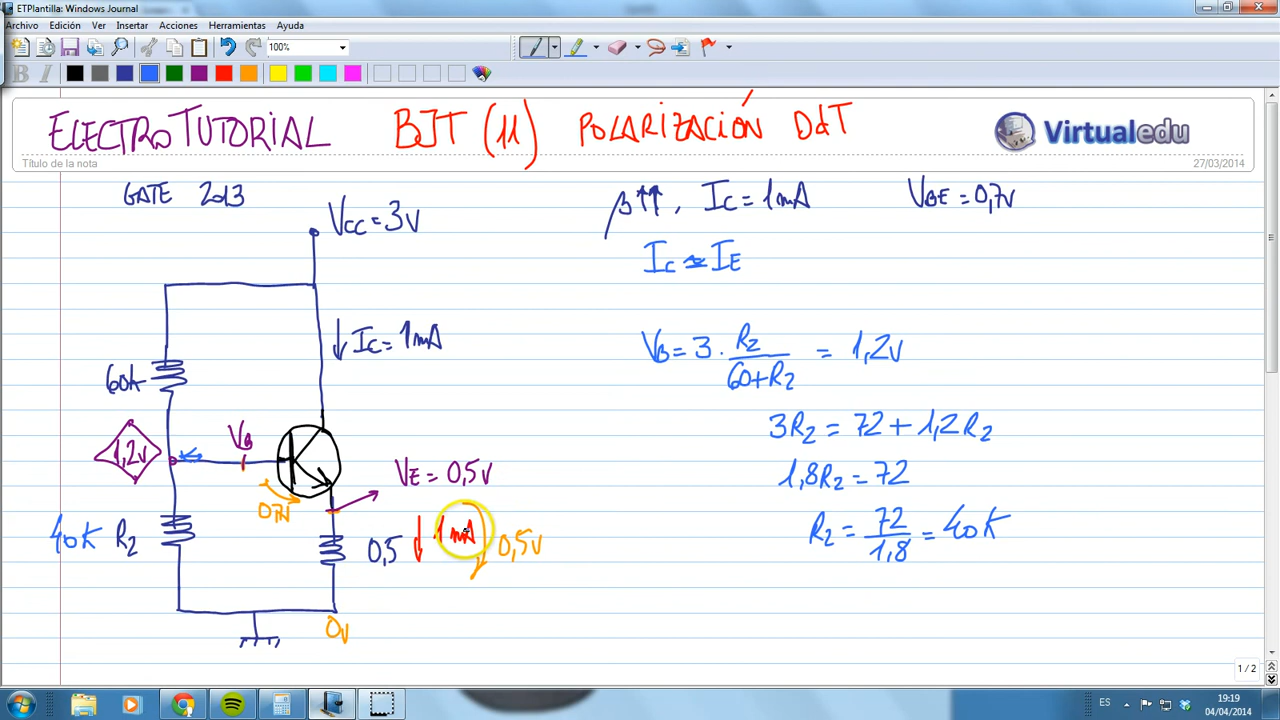 ETPlantilla: Windows Journal
Archivo Edición Ver Insertar Acciones Herramientas Ayuda
100%
B I
ELECTROTUTORIAL BJT (11) POLARIZACIÓN DdT
Virtualedu
Título de la nota
27/03/2014
GATE 2013
β↑↑, IC = 1mA
VBE = 0,7V
VCC = 3V
IC ≈ IE
↓ IC = 1mA
VB = 3 · R2/(60+R2) = 1,2V
60k
3R2 = 72 + 1,2R2
1,2V
VB
VE = 0,5V
1,8R2 = 72
0,7V
40K R2
0,5 ↓ 1mA 0,5V
R2 = 72/1,8 = 40K
0V
1 / 2
ES
19:19
04/04/2014